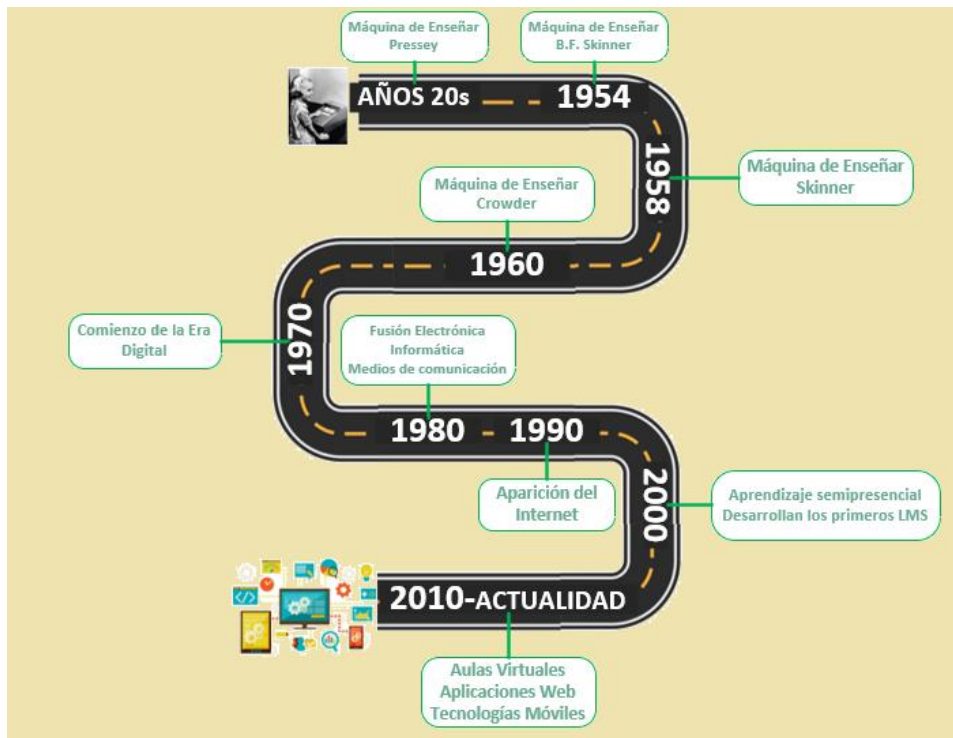 Máquina de Enseñar
Pressey
Máquina de Enseñar
B.F. Skinner
AÑOS 20s
1954
1958
Máquina de Enseñar
Skinner
Máquina de Enseñar
Crowder
1960
1970
Comienzo de la Era
Digital
Fusión Electrónica
Informática
Medios de comunicación
1980
1990
Aparición del
Internet
2000
Aprendizaje semipresencial
Desarrollan los primeros LMS
2010-ACTUALIDAD
Aulas Virtuales
Aplicaciones Web
Tecnologías Móviles